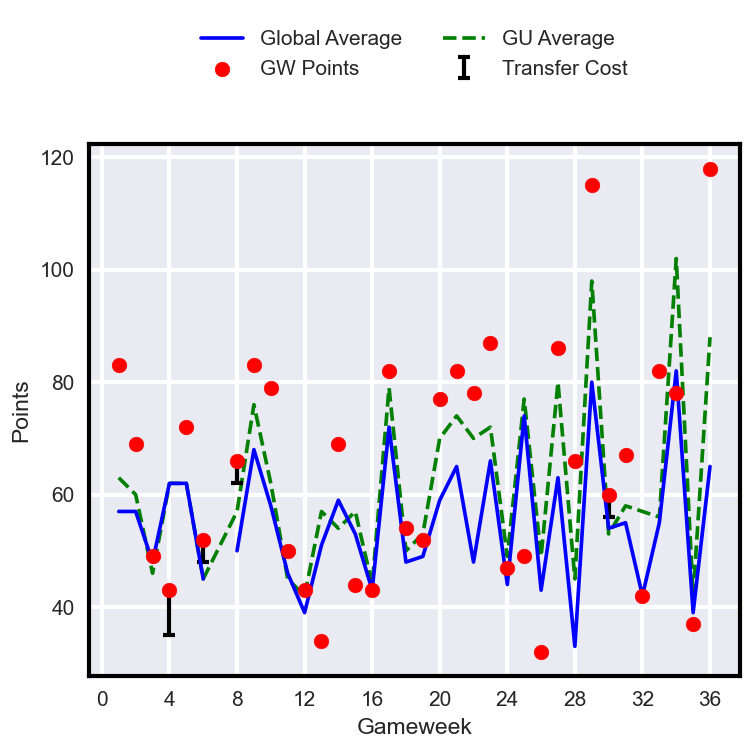 Global Average
GU Average
GW Points
Transfer Cost
120
100
80
60
40
Points
0 4 8 12 16 20 24 28 32 36
Gameweek